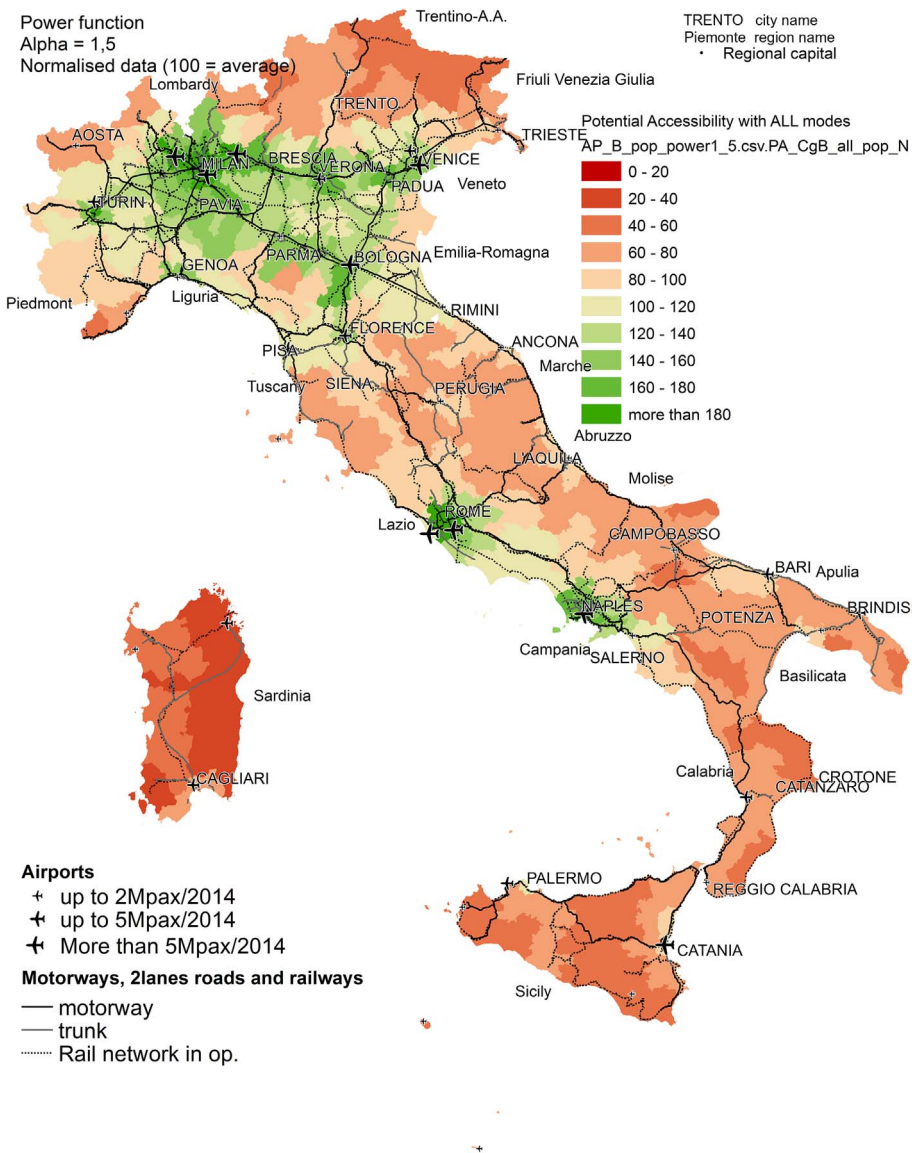 Power function
Alpha = 1,5
Normalised data (100 = average)
Trentino-A.A.
TRENTO city name
Piemonte region name
Regional capital
Lombardy
Friuli Venezia Giulia
TRENTO
AOSTA
TRIESTE
Potential Accessibility with ALL modes
AP_B_pop_power1_5.csv.PA_CgB_all_pop_N
0 - 20
20 - 40
40 - 60
60 - 80
80 - 100
100 - 120
120 - 140
140 - 160
160 - 180
more than 180
MILAN
BRESCIA
VERONA
VENICE
PADUA
Veneto
TURIN
PAVIA
PARMA
BOLOGNA
Emilia-Romagna
GENOA
Piedmont
Liguria
RIMINI
FLORENCE
PISA
ANCONA
Marche
Tuscany
SIENA
PERUGIA
Abruzzo
L'AQUILA
Molise
Lazio
ROME
CAMPOBASSO
BARI
Apulia
NAPLES
POTENZA
BRINDIS
Campania
SALERNO
Basilicata
Sardinia
CAGLIARI
Calabria
CROTONE
CATANZARO
PALERMO
REGGIO CALABRIA
CATANIA
Sicily
Airports
up to 2Mpax/2014
up to 5Mpax/2014
More than 5Mpax/2014
Motorways, 2lanes roads and railways
motorway
trunk
Rail network in op.